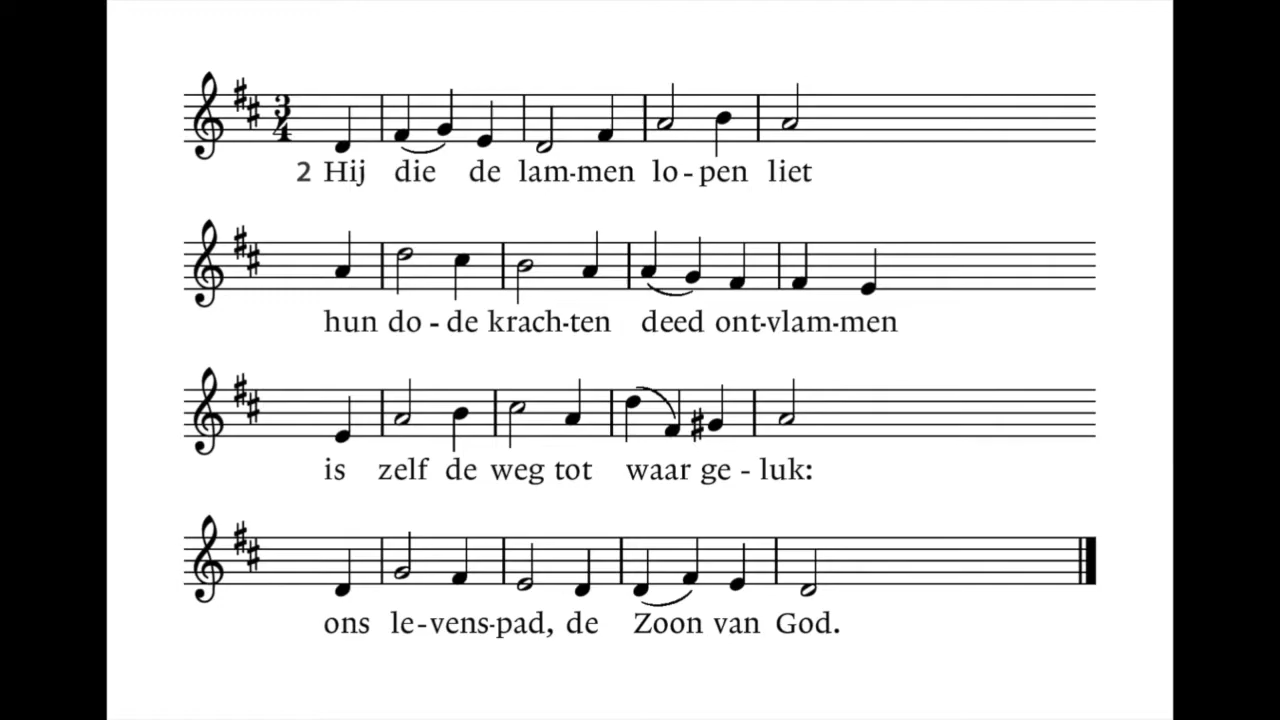 2 Hij die de lam-men lo-pen liet
hun do-de krach-ten deed ont-vlam-men
is zelf de weg tot waar ge-luk:
ons le-vens-pad, de Zoon van God.